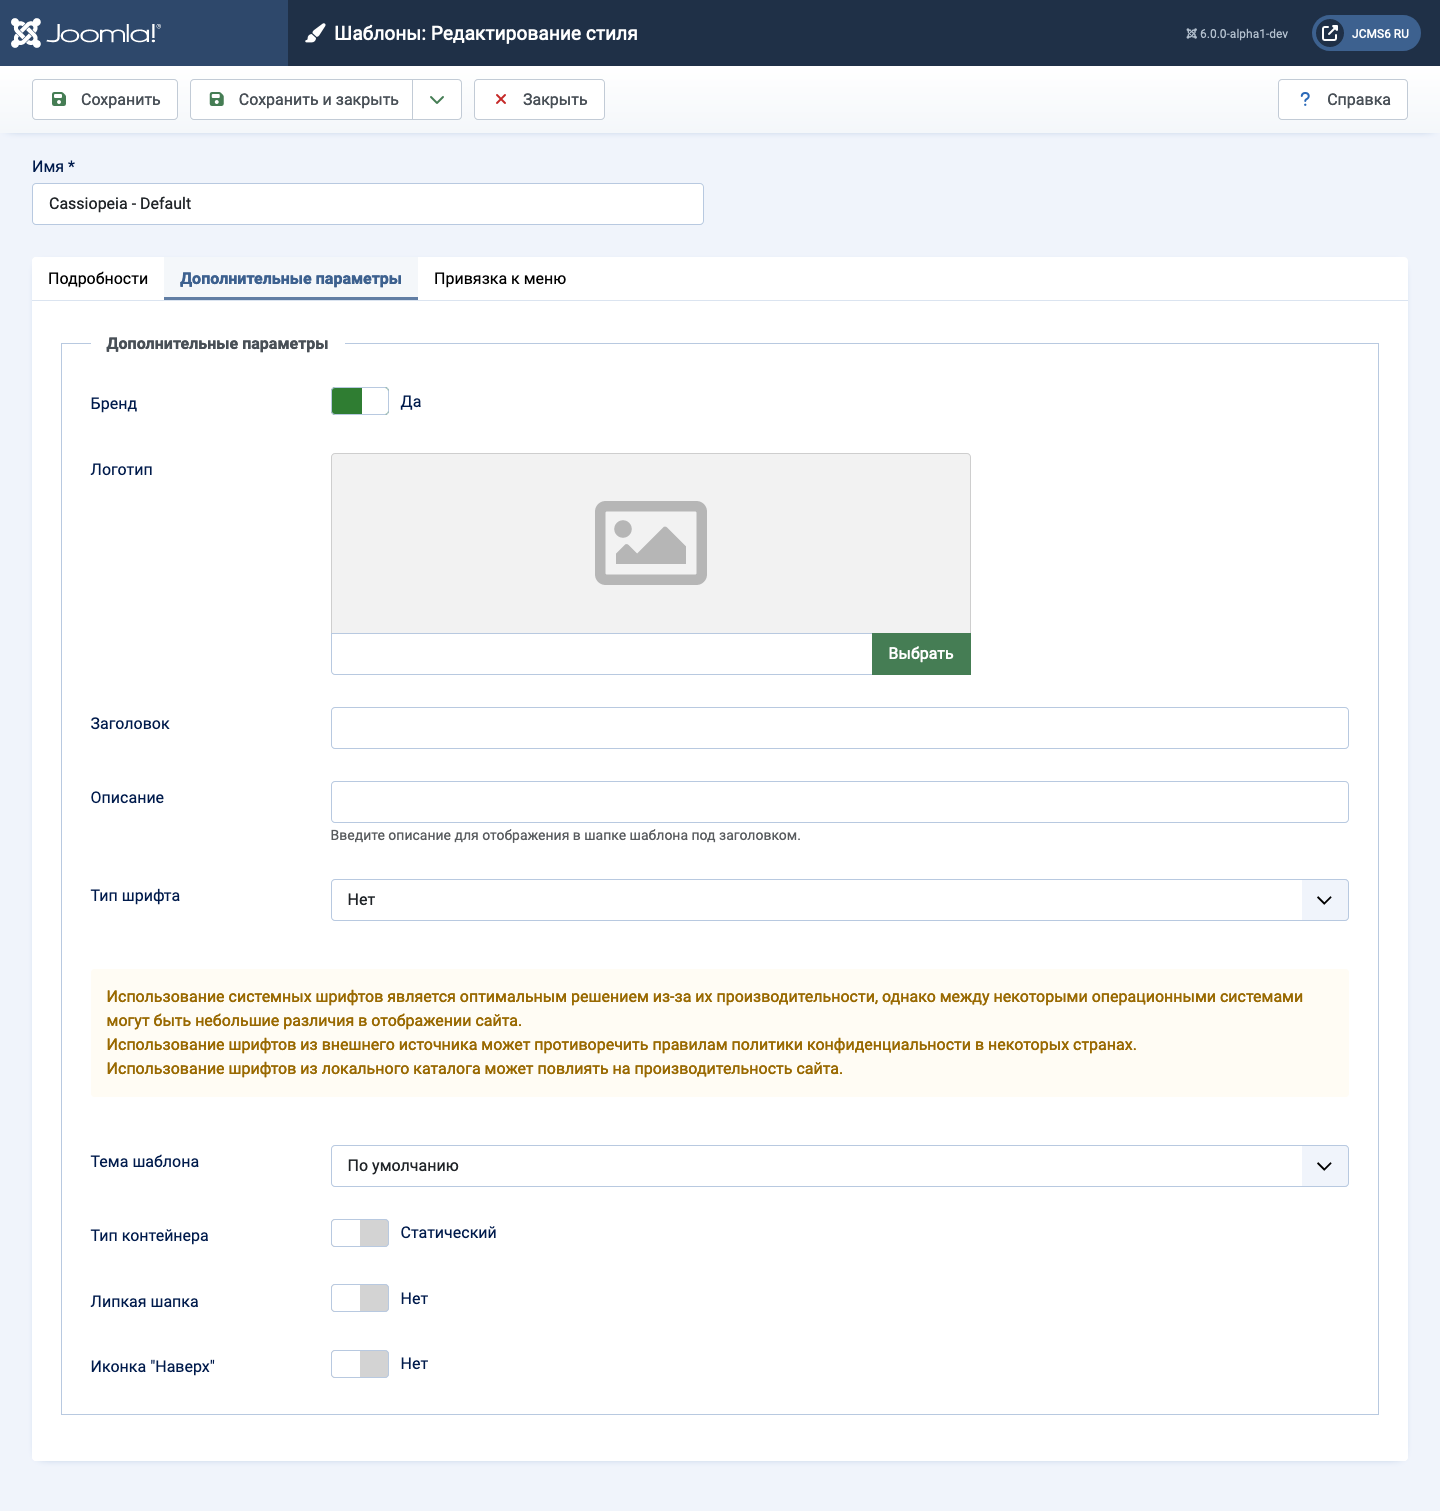 Joomla!®
Шаблоны: Редактирование стиля
6.0.0-alpha1-dev
JCMS6 RU
Сохранить
Сохранить и закрыть
Закрыть
? Справка
Имя *
Cassiopeia - Default
Подробности
Дополнительные параметры
Привязка к меню
Дополнительные параметры
Бренд
Да
Логотип
Выбрать
Заголовок
Описание
Введите описание для отображения в шапке шаблона под заголовком.
Тип шрифта
Нет
Использование системных шрифтов является оптимальным решением из-за их производительности, однако между некоторыми операционными системами
могут быть небольшие различия в отображении сайта.
Использование шрифтов из внешнего источника может противоречить правилам политики конфиденциальности в некоторых странах.
Использование шрифтов из локального каталога может повлиять на производительность сайта.
Тема шаблона
По умолчанию
Тип контейнера
Статический
Липкая шапка
Нет
Иконка "Наверх"
Нет